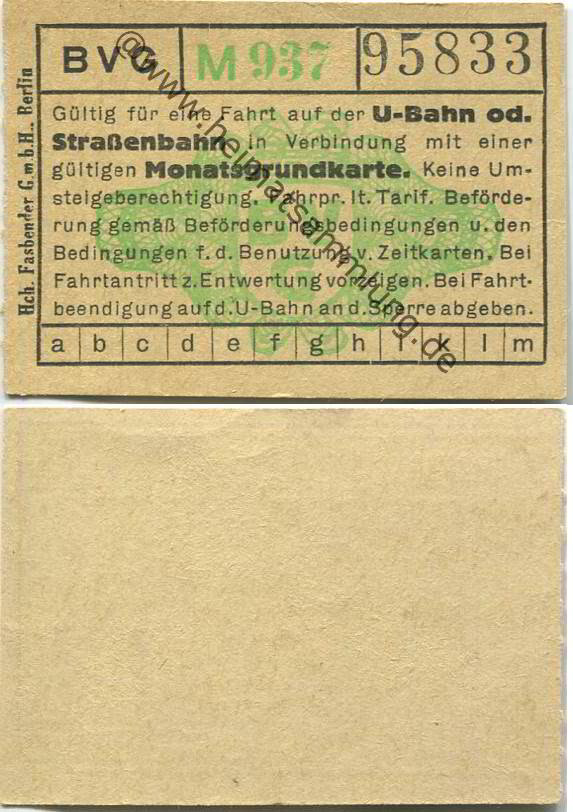 BVG M 937 95833
Gültig für eine Fahrt auf der U-Bahn od.
Straßenbahn in Verbindung mit einer
gültigen Monatsgrundkarte. Keine Um-
steigeberechtigung. Fahrpr. lt. Tarif. Beförde-
rung gemäß Beförderungsbedingungen u. den
Bedingungen f. d. Benutzung v. Zeitkarten. Bei
Fahrtantritt z. Entwertung vorzeigen. Bei Fahrt-
beendigung auf d. U-Bahn an d. Sperre abgeben.
a b c d e f g h i k l m
Hch. Fasbender G.m.b.H., Berlin
@www.heimatsammlung.de